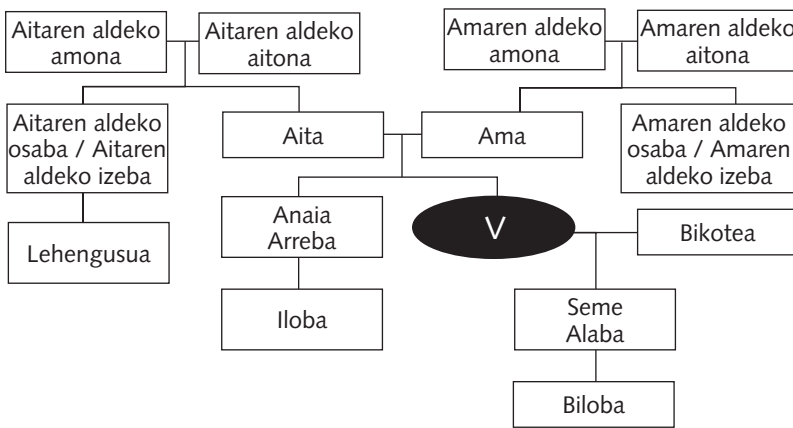 Aitaren aldeko
amona
Aitaren aldeko
aitona
Amaren aldeko
amona
Amaren aldeko
aitona
Aitaren aldeko
osaba / Aitaren
aldeko izeba
Aita
Ama
Amaren aldeko
osaba / Amaren
aldeko izeba
Lehengusua
Anaia
Arreba
V
Bikotea
Iloba
Seme
Alaba
Biloba